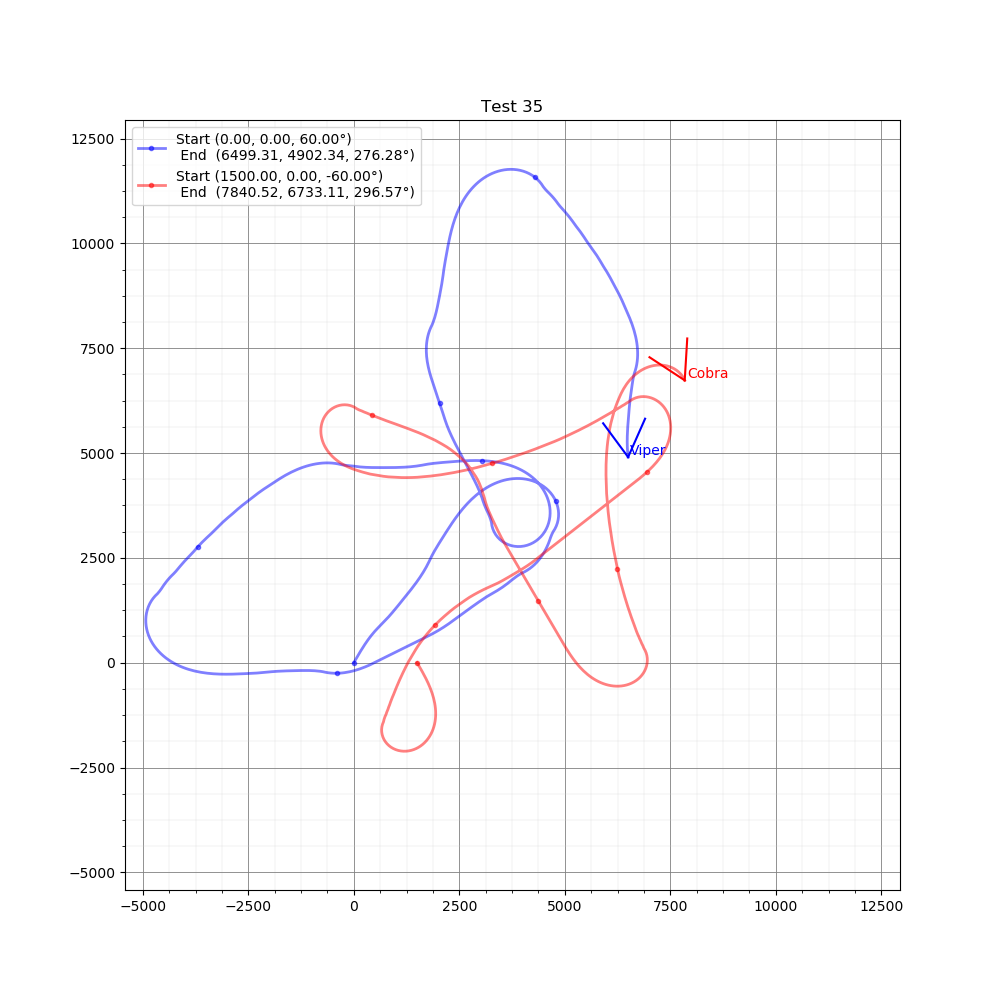 Test 35
Start (0.00, 0.00, 60.00°)
End (6499.31, 4902.34, 276.28°)
Start (1500.00, 0.00, -60.00°)
End (7840.52, 6733.11, 296.57°)
12500
10000
7500
5000
2500
0
−2500
−5000
Cobra
Viper
−5000 −2500 0 2500 5000 7500 10000 12500